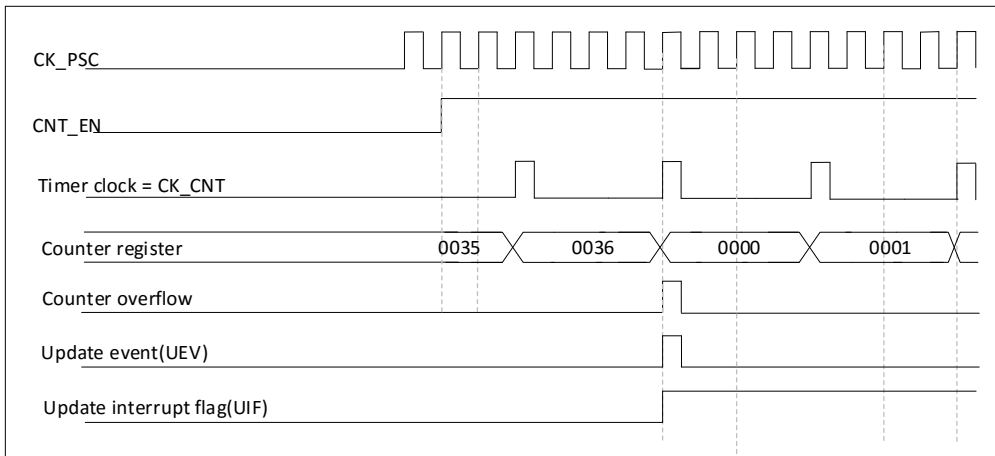 CK_PSC
CNT_EN
Timer clock = CK_CNT
Counter register
0035
0036
0000
0001
Counter overflow
Update event(UEV)
Update interrupt flag(UIF)